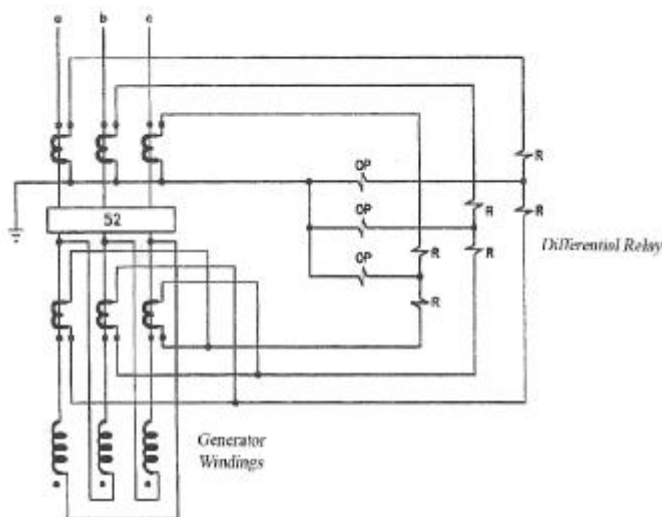 a b c
R
OP
R
OP
R
Differential Relay
OP
R
R
R
52
Generator
Windings